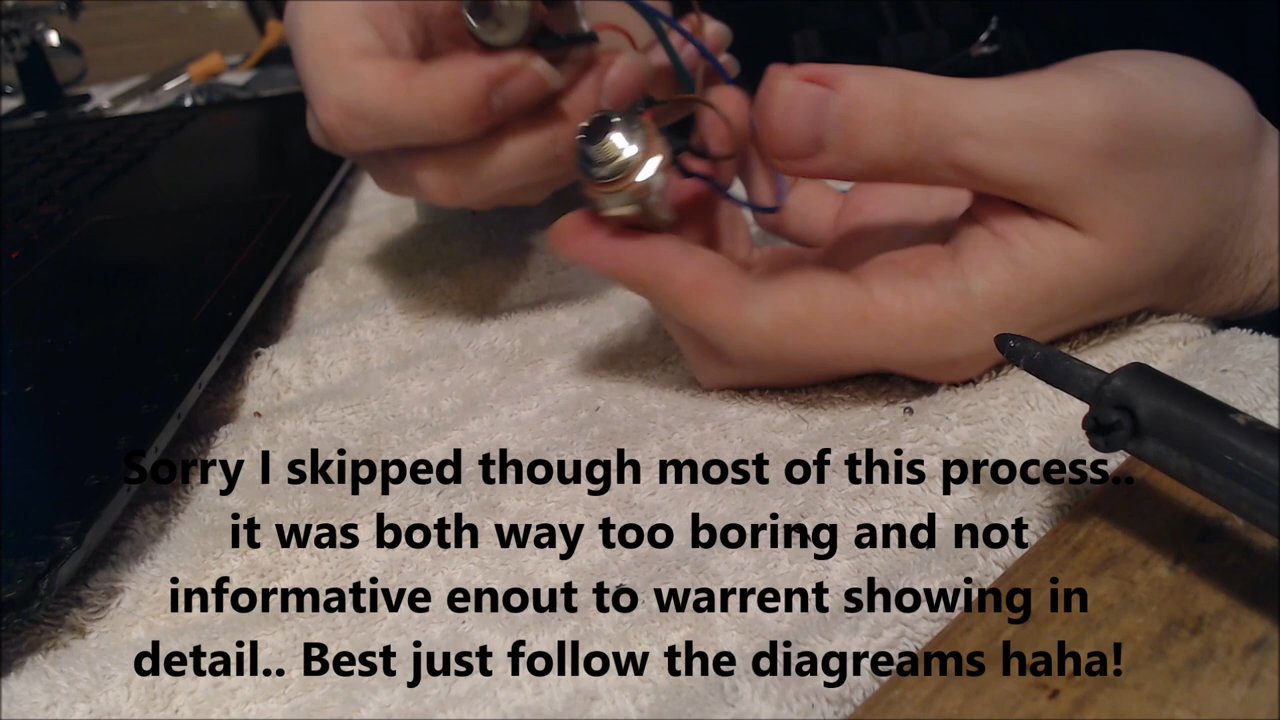 Sorry I skipped though most of this process..
it was both way too boring and not
informative enout to warrent showing in
detail.. Best just follow the diagreams haha!